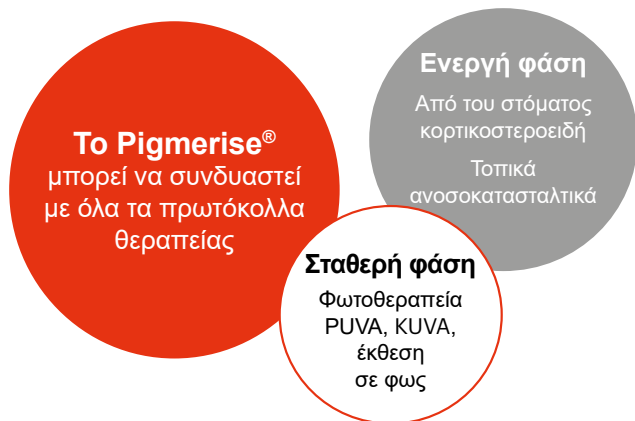 Το Pigmerise®
μπορεί να συνδυαστεί
με όλα τα πρωτόκολλα
θεραπείας
Ενεργή φάση
Από του στόματος
κορτικοστεροειδή
Τοπικά
ανοσοκατασταλτικά
Σταθερή φάση
Φωτοθεραπεία
PUVA, KUVA,
έκθεση
σε φως